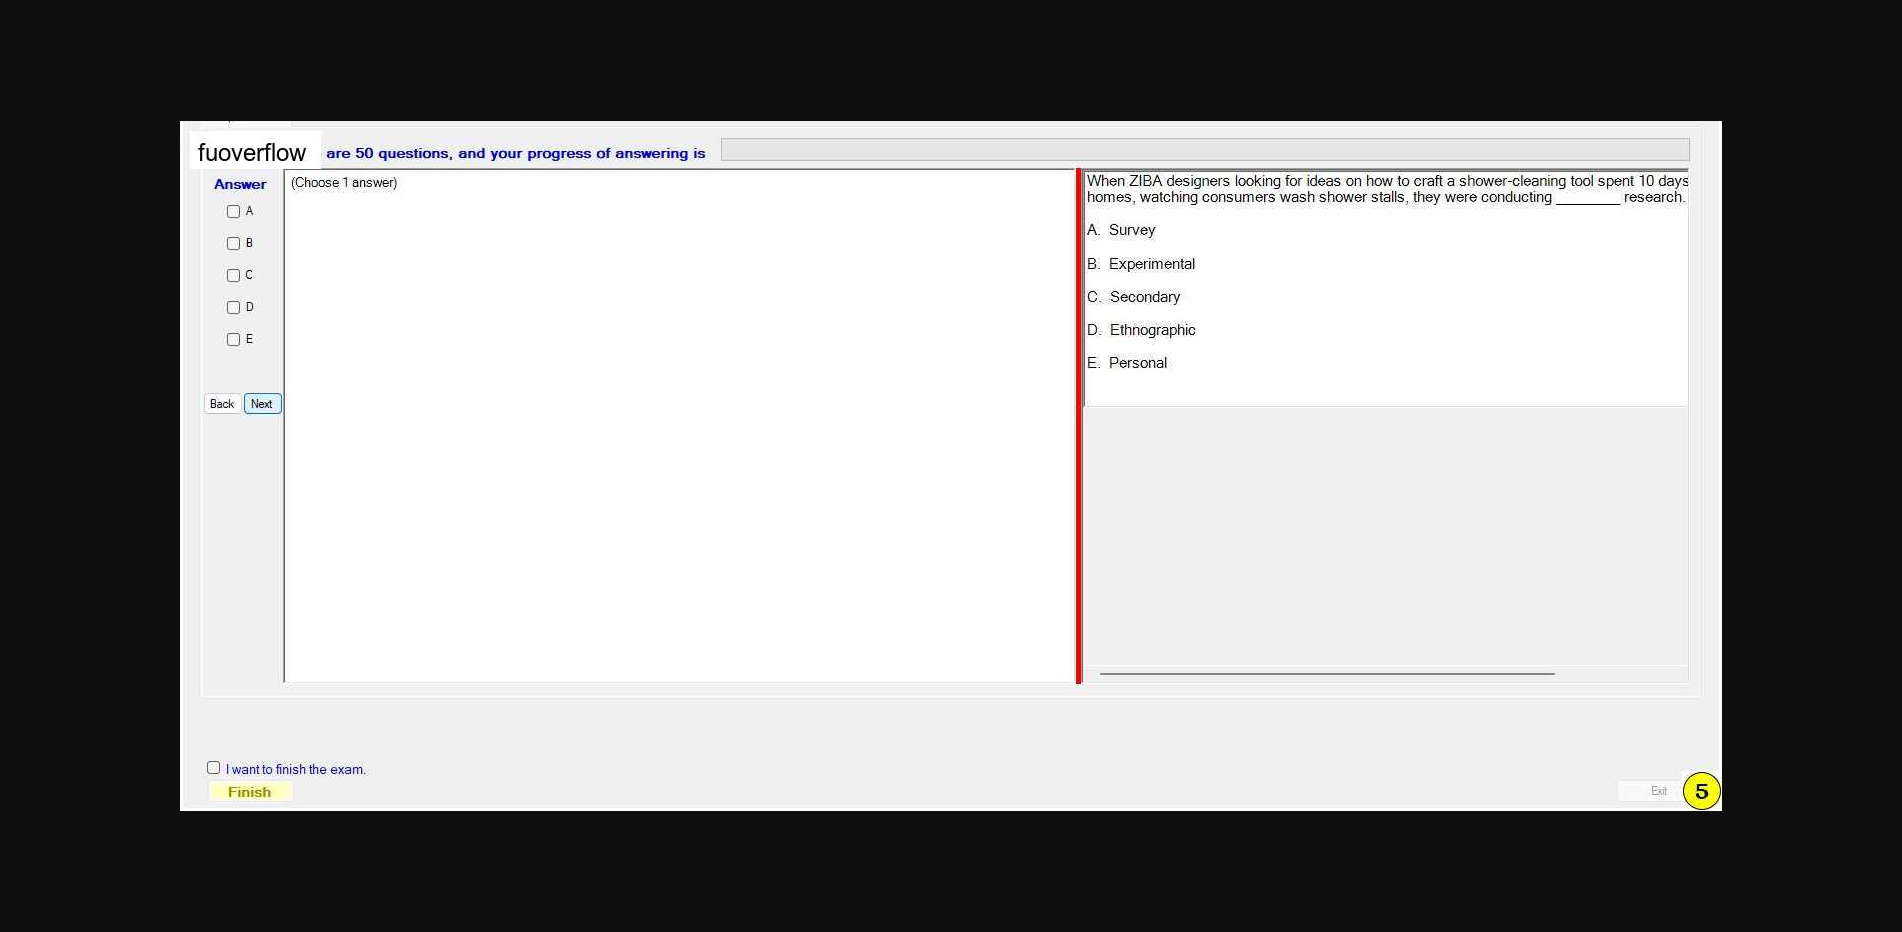 fuoverflow are 50 questions, and your progress of answering is
Answer
A
B
C
D
E
Back Next
(Choose 1 answer)
When ZIBA designers looking for ideas on how to craft a shower-cleaning tool spent 10 days
homes, watching consumers wash shower stalls, they were conducting ________ research.
A. Survey
B. Experimental
C. Secondary
D. Ethnographic
E. Personal
I want to finish the exam.
Finish
Exit
5